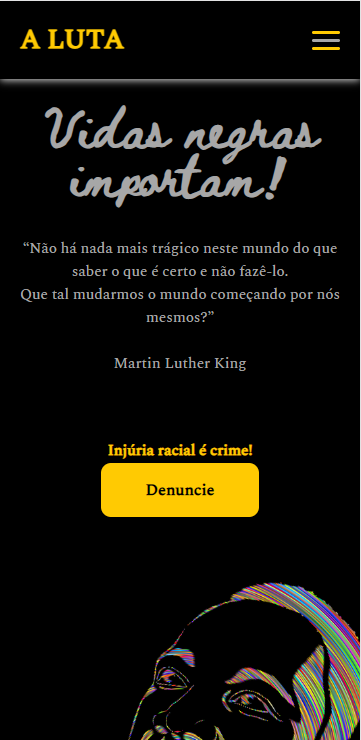 A LUTA
Vidas negras
importam!
“Não há nada mais trágico neste mundo do que
saber o que é certo e não fazê-lo.
Que tal mudarmos o mundo começando por nós
mesmos?”
Martin Luther King
Injúria racial é crime!
Denuncie